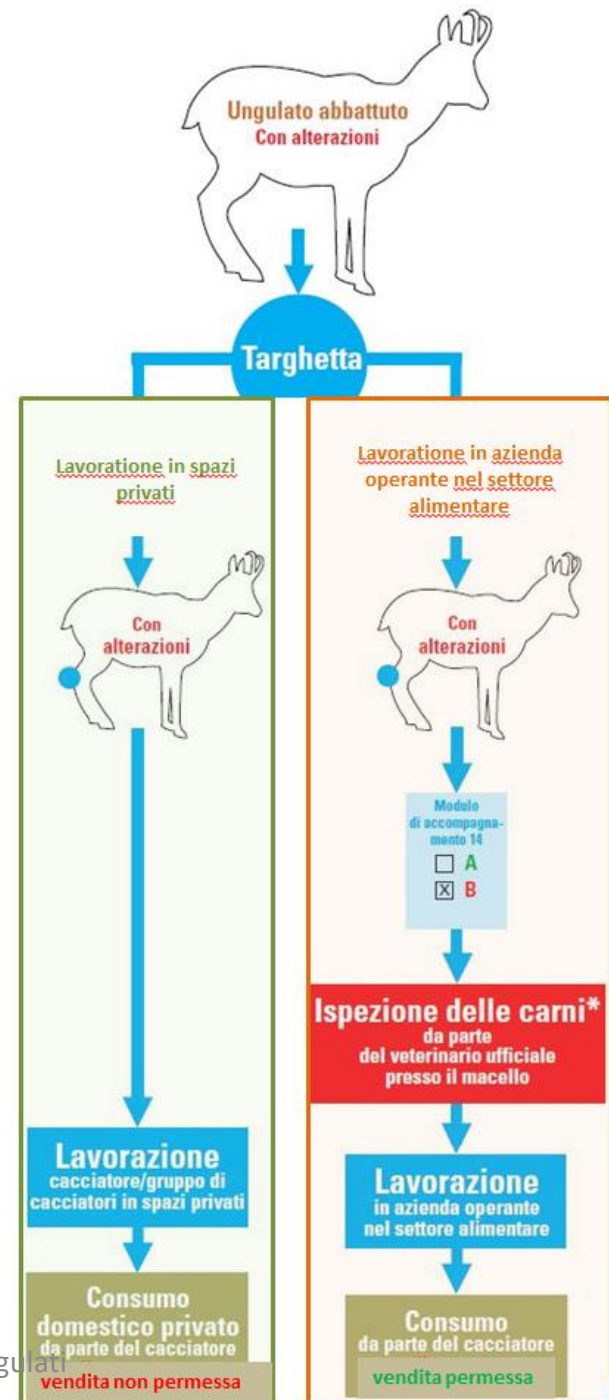 Ungulato abbattuto
Con alterazioni
Targhetta
Lavoratione in spazi
privati
Con
alterazioni
Lavorazione
cacciatore/gruppo di
cacciatori in spazi privati
Consumo
domestico privato
da parte del cacciatore
vendita non permessa
Lavoratione in azienda
operante nel settore
alimentare
Con
alterazioni
Modulo
di accompagna-
mento 14
A
X B
Ispezione delle carni*
da parte
del veterinario ufficiale
presso il macello
Lavorazione
in azienda operante
nel settore alimentare
Consumo
da parte del cacciatore
vendita permessa